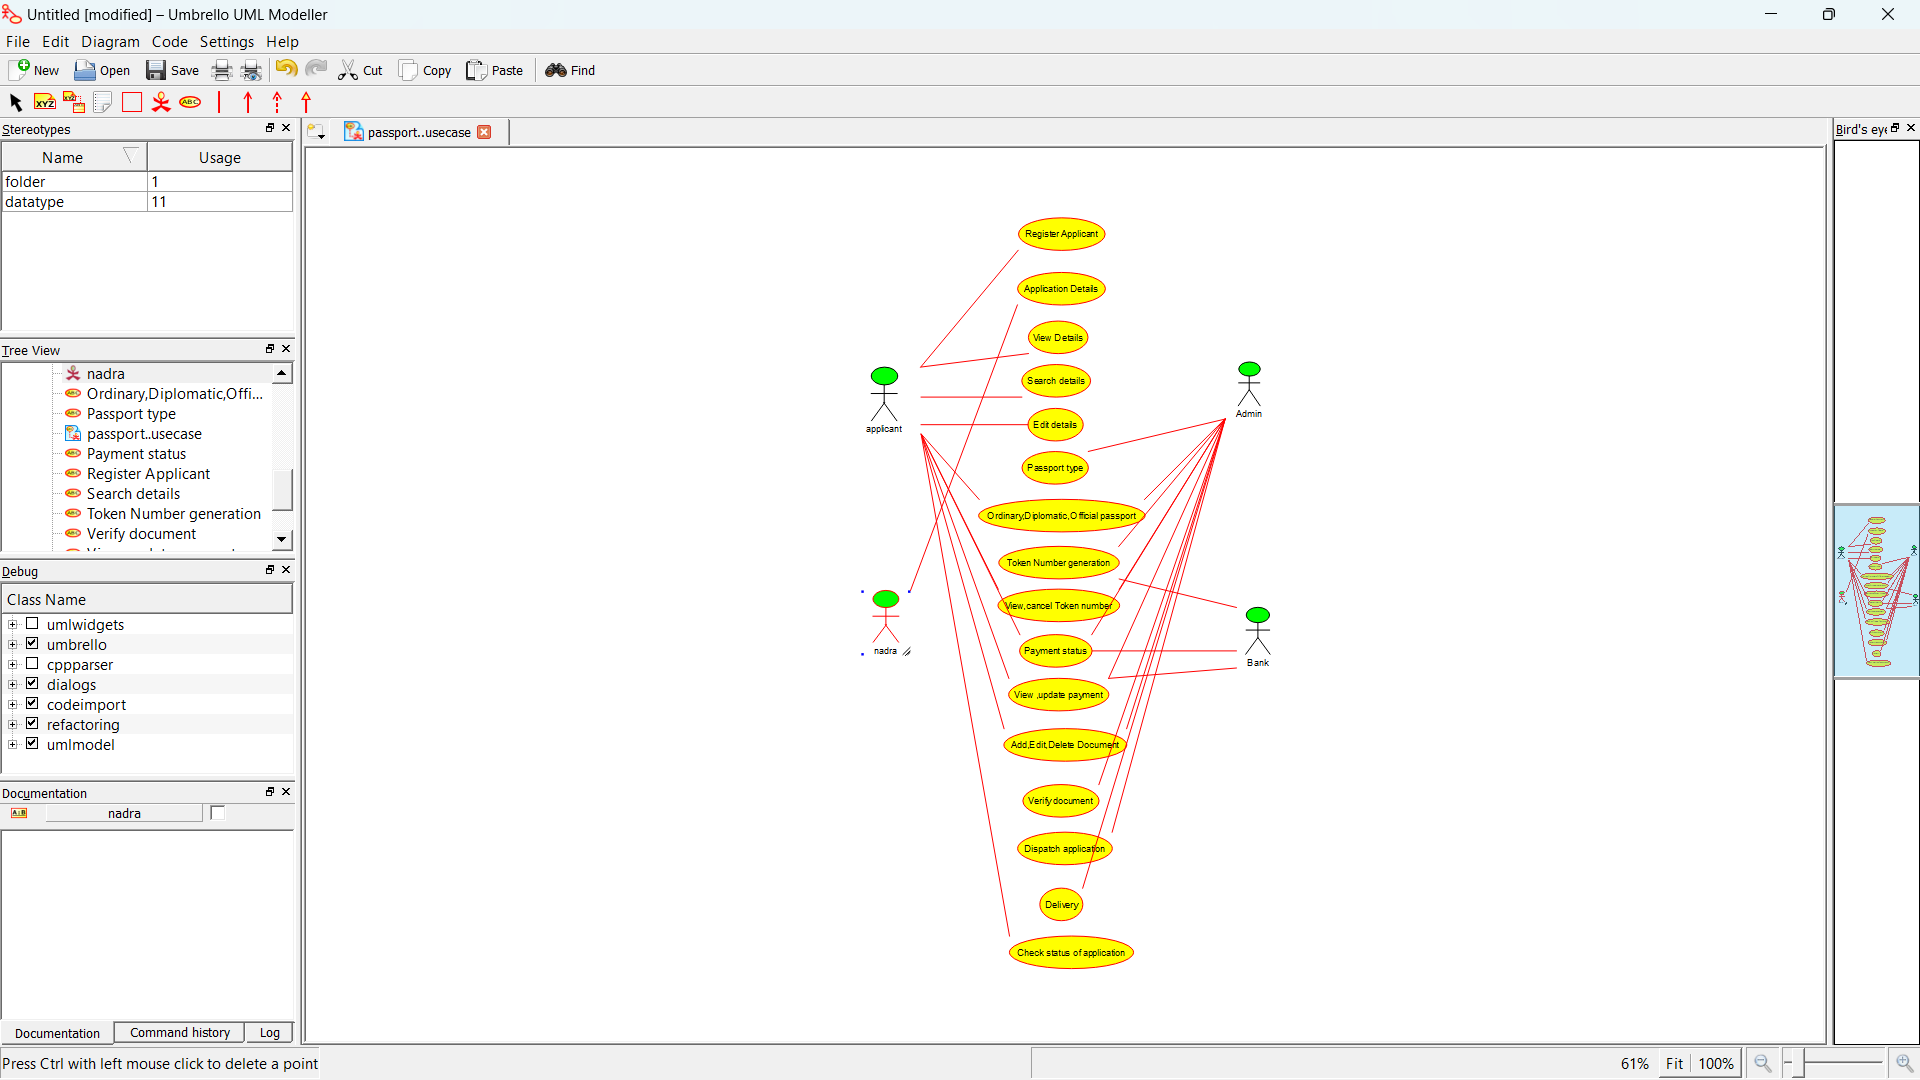 Untitled [modified] – Umbrello UML Modeller
File Edit Diagram Code Settings Help
New Open Save Cut Copy Paste Find
XYZ XYZ ABC
Stereotypes
Name Usage
folder 1
datatype 11
Tree View
nadra
Ordinary,Diplomatic,Offi...
Passport type
passport..usecase
Payment status
Register Applicant
Search details
Token Number generation
Verify document
Debug
Class Name
umlwidgets
umbrello
cppparser
dialogs
codeimport
refactoring
umlmodel
Documentation
A:B nadra
Documentation Command history Log
Press Ctrl with left mouse click to delete a point
passport..usecase
Register Applicant
Application Details
View Details
Search details
Edit details
Passport type
Ordinary,Diplomatic,Official passport
Token Number generation
View,cancel Token number
Payment status
View ,update payment
Add,Edit,Delete Document
Verify document
Dispatch application
Delivery
Check status of application
applicant
nadra
Admin
Bank
Bird's eye
61% Fit 100%